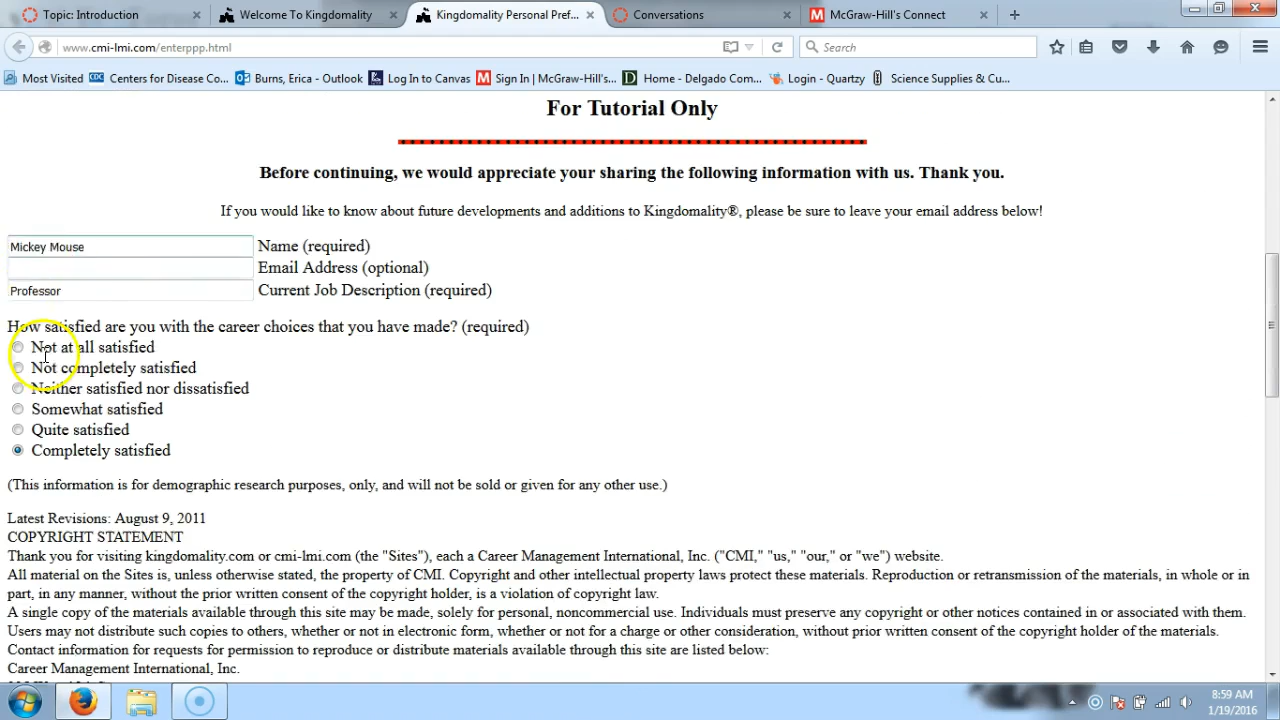 Topic: Introduction
Welcome To Kingdomality
Kingdomality Personal Pref...
Conversations
McGraw-Hill's Connect
www.cmi-lmi.com/enterppp.html
Search
Most Visited
Centers for Disease Co...
Burns, Erica - Outlook
Log In to Canvas
Sign In | McGraw-Hill's...
Home - Delgado Com...
Login - Quartzy
Science Supplies & Cu...
For Tutorial Only
Before continuing, we would appreciate your sharing the following information with us. Thank you.
If you would like to know about future developments and additions to Kingdomality®, please be sure to leave your email address below!
Mickey Mouse Name (required)
Email Address (optional)
Professor Current Job Description (required)
How satisfied are you with the career choices that you have made? (required)
Not at all satisfied
Not completely satisfied
Neither satisfied nor dissatisfied
Somewhat satisfied
Quite satisfied
Completely satisfied
(This information is for demographic research purposes, only, and will not be sold or given for any other use.)
Latest Revisions: August 9, 2011
COPYRIGHT STATEMENT
Thank you for visiting kingdomality.com or cmi-lmi.com (the "Sites"), each a Career Management International, Inc. ("CMI," "us," "our," or "we") website.
All material on the Sites is, unless otherwise stated, the property of CMI. Copyright and other intellectual property laws protect these materials. Reproduction or retransmission of the materials, in whole or in
part, in any manner, without the prior written consent of the copyright holder, is a violation of copyright law.
A single copy of the materials available through this site may be made, solely for personal, noncommercial use. Individuals must preserve any copyright or other notices contained in or associated with them.
Users may not distribute such copies to others, whether or not in electronic form, whether or not for a charge or other consideration, without prior written consent of the copyright holder of the materials.
Contact information for requests for permission to reproduce or distribute materials available through this site are listed below:
Career Management International, Inc.
8:59 AM
1/19/2016